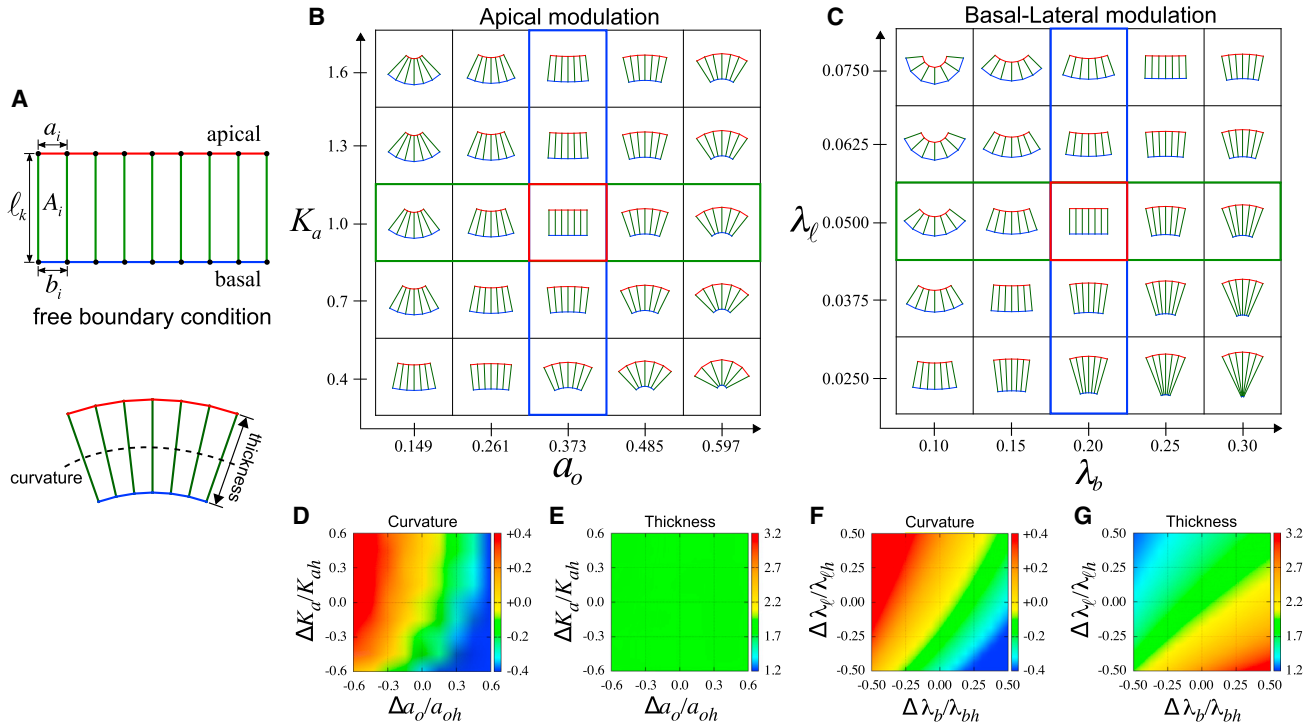 A
a_i
apical
ℓ_k
A_i
b_i
basal
free boundary condition
curvature
thickness
B
Apical modulation
K_a
1.6
1.3
1.0
0.7
0.4
0.149 0.261 0.373 0.485 0.597
a_o
C
Basal-Lateral modulation
λ_ℓ
0.0750
0.0625
0.0500
0.0375
0.0250
0.10 0.15 0.20 0.25 0.30
λ_b
D
Curvature
ΔK_a/K_ah
0.6
0.3
0.0
-0.3
-0.6
-0.6 -0.3 0.0 0.3 0.6
Δa_o/a_oh
+0.4
+0.2
+0.0
-0.2
-0.4
E
Thickness
ΔK_a/K_ah
0.6
0.3
0.0
-0.3
-0.6
-0.6 -0.3 0.0 0.3 0.6
Δa_o/a_oh
3.2
2.7
2.2
1.7
1.2
F
Curvature
Δλ_ℓ/λ_ℓh
0.50
0.25
0.00
-0.25
-0.50
-0.50 -0.25 0.00 0.25 0.50
Δλ_b/λ_bh
+0.4
+0.2
+0.0
-0.2
-0.4
G
Thickness
Δλ_ℓ/λ_ℓh
0.50
0.25
0.00
-0.25
-0.50
-0.50 -0.25 0.00 0.25 0.50
Δλ_b/λ_bh
3.2
2.7
2.2
1.7
1.2